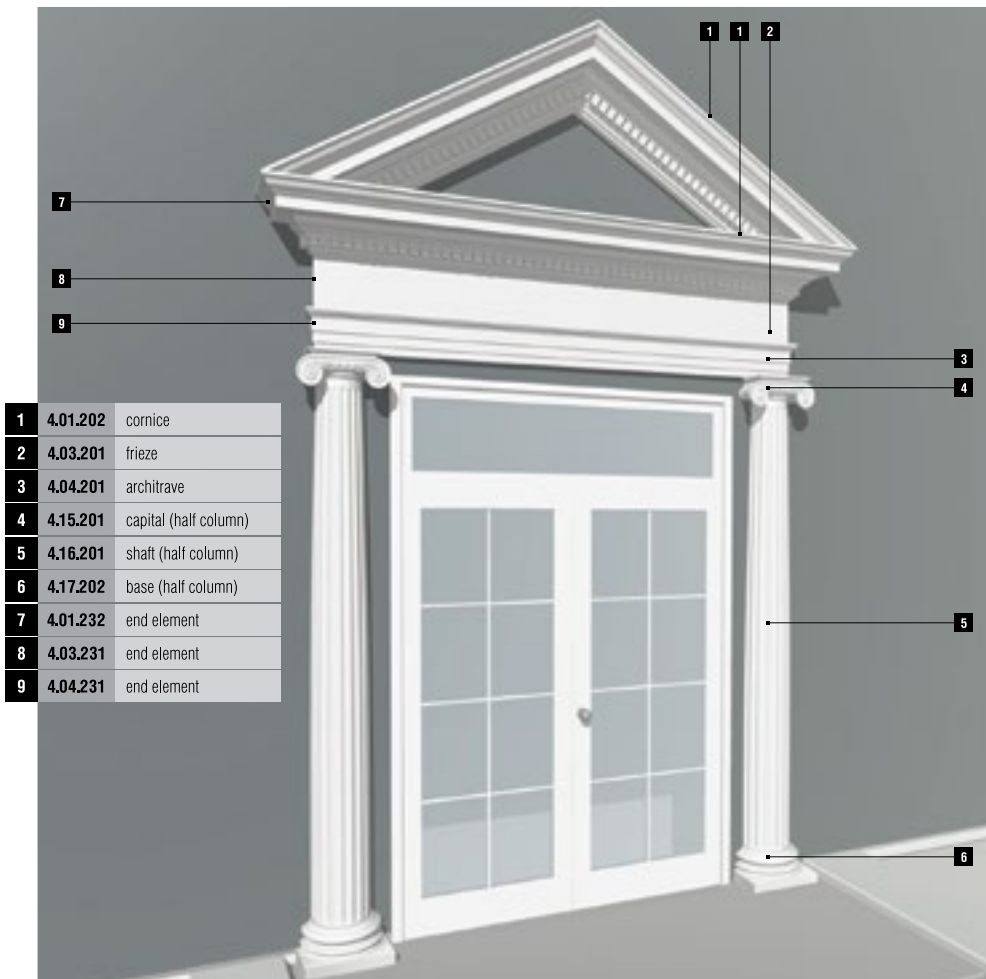 1 1 2
7
8
9
3
4
1 4.01.202 cornice
2 4.03.201 frieze
3 4.04.201 architrave
4 4.15.201 capital (half column)
5 4.16.201 shaft (half column)
6 4.17.202 base (half column)
7 4.01.232 end element
8 4.03.231 end element
9 4.04.231 end element
5
6